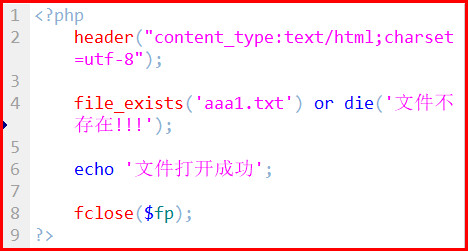 1 <?php
2 header("content_type:text/html;charset
=utf-8");
3
4 file_exists('aaa1.txt') or die('文件不
存在!!!');
5
6 echo '文件打开成功';
7
8 fclose($fp);
9 ?>